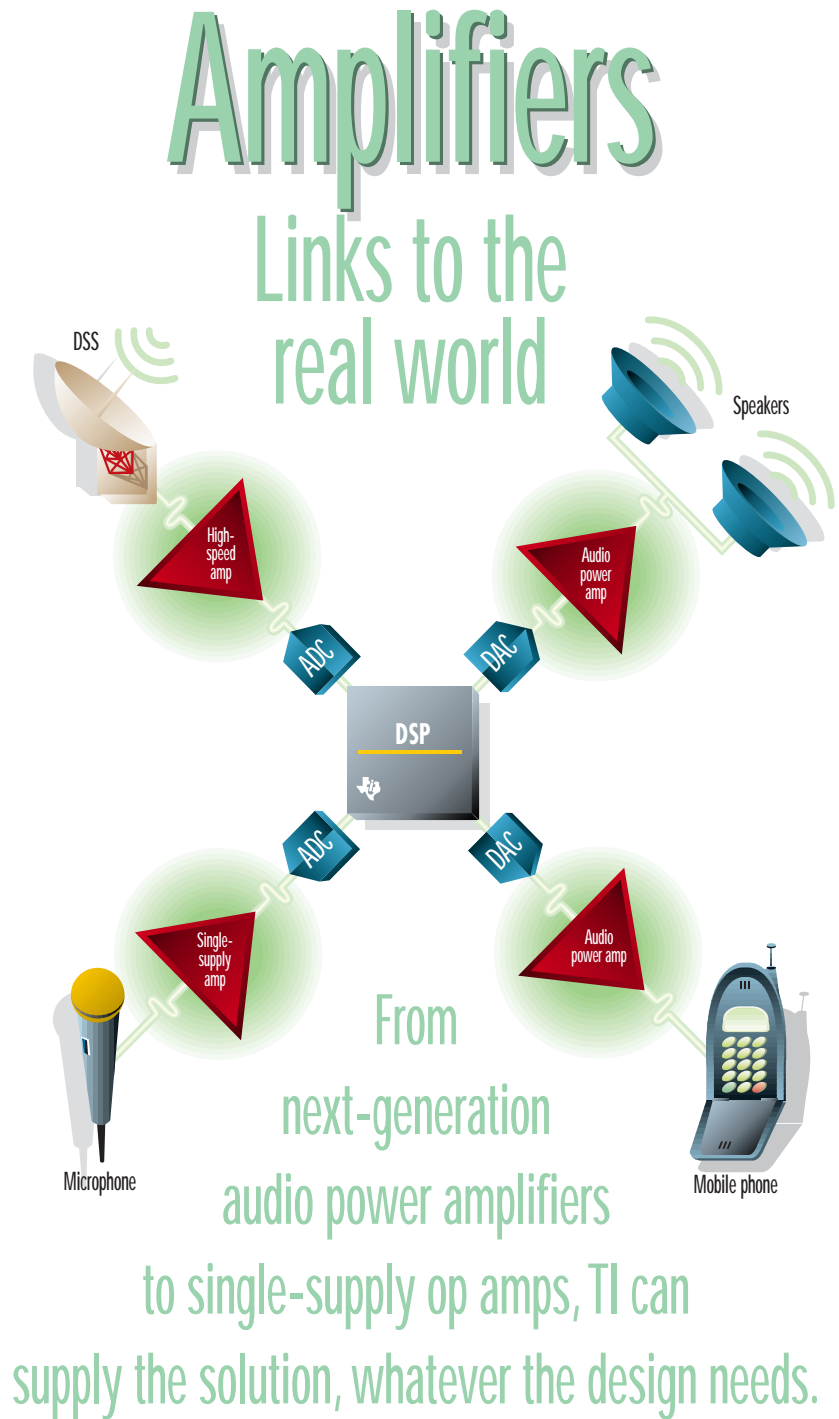 Amplifiers
Links to the
real world
DSS
Speakers
High-
speed
amp
Audio
power
amp
ADC
DAC
DSP
ADC
DAC
Single-
supply
amp
Audio
power amp
Microphone
Mobile phone
From
next-generation
audio power amplifiers
to single-supply op amps, TI can
supply the solution, whatever the design needs.